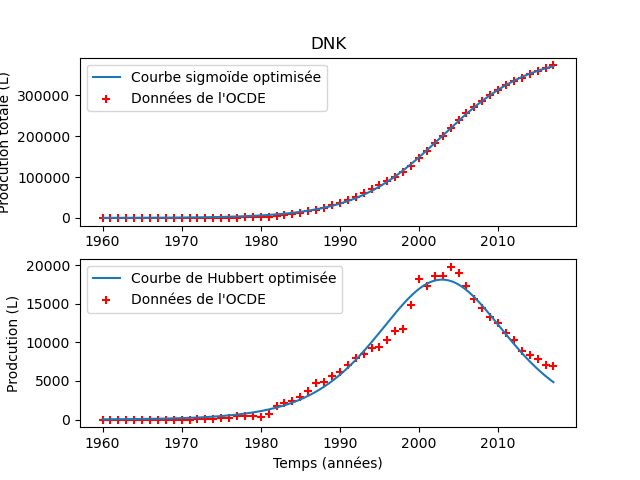 DNK
Prodcution totale (L)
300000
200000
100000
0
Courbe sigmoïde optimisée
Données de l'OCDE
1960 1970 1980 1990 2000 2010
Prodcution (L)
20000
15000
10000
5000
0
Courbe de Hubbert optimisée
Données de l'OCDE
1960 1970 1980 1990 2000 2010
Temps (années)